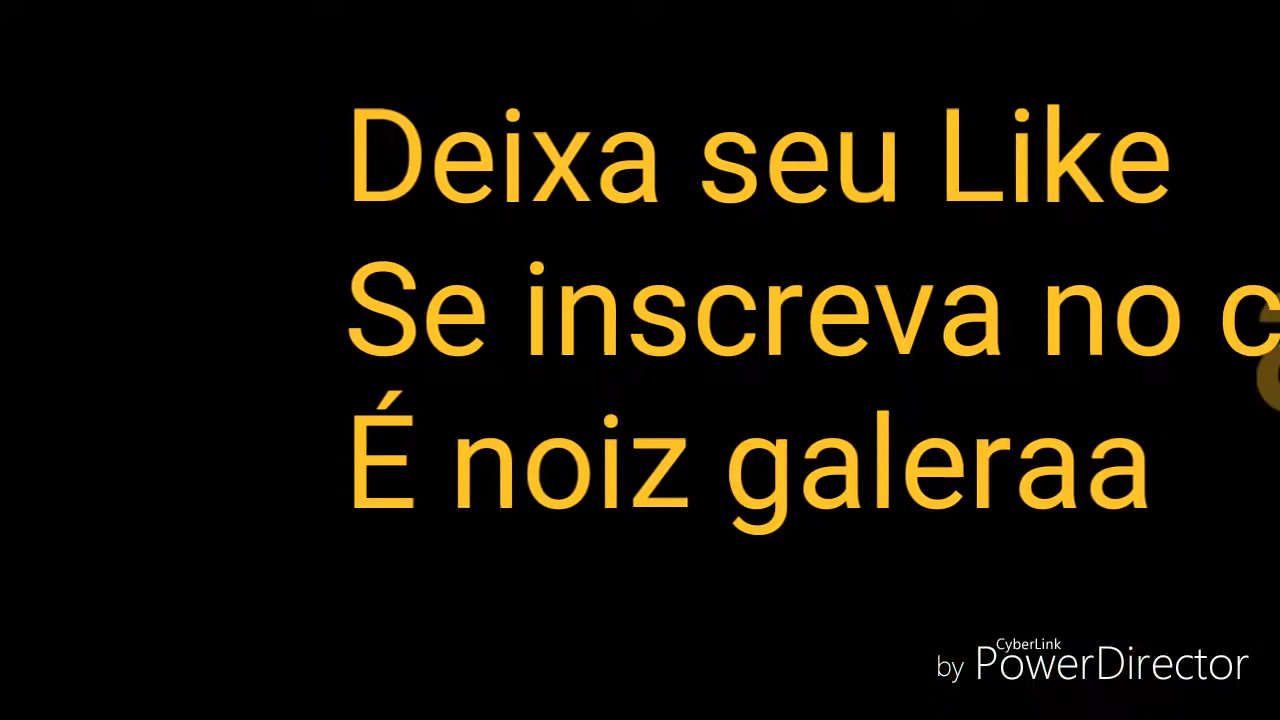 Deixa seu Like
Se inscreva no
É noiz galeraa
CyberLink
by PowerDirector